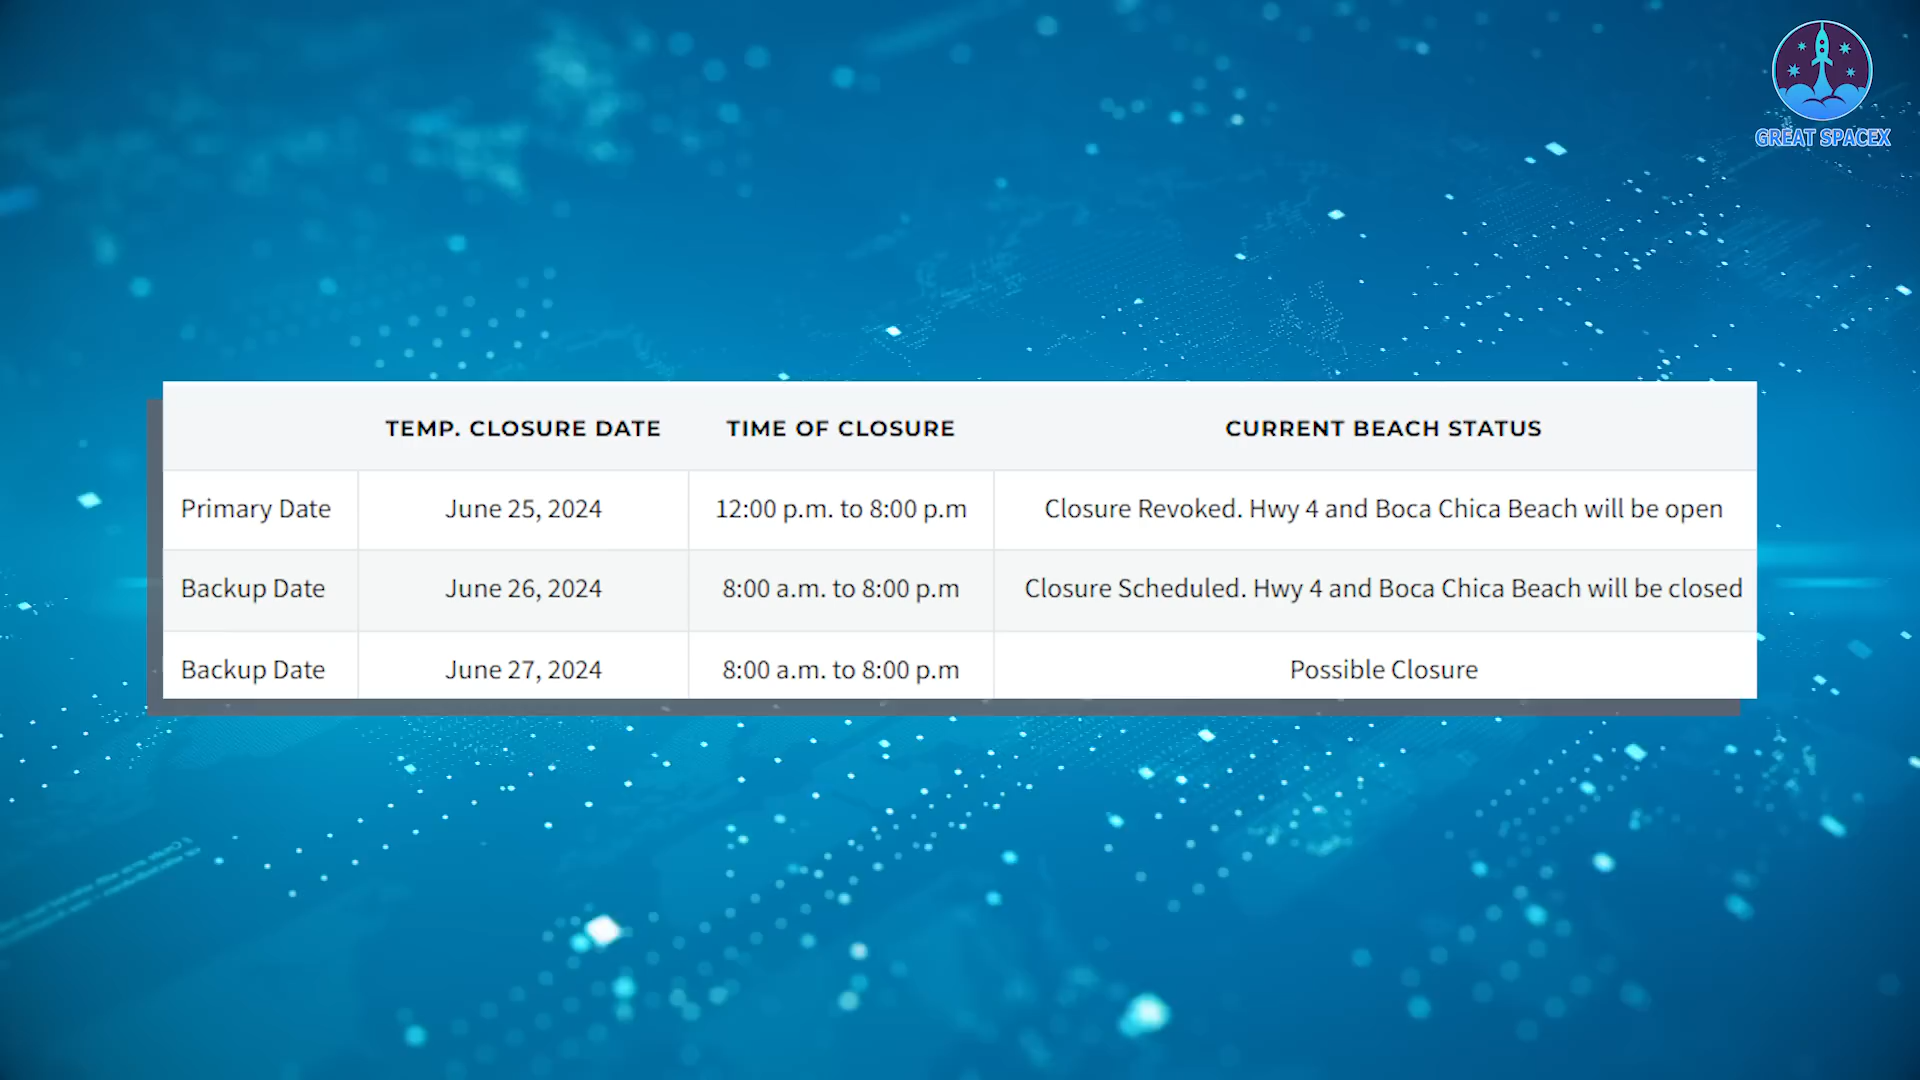 GREAT SPACEX
TEMP. CLOSURE DATE TIME OF CLOSURE CURRENT BEACH STATUS
Primary Date June 25, 2024 12:00 p.m. to 8:00 p.m Closure Revoked. Hwy 4 and Boca Chica Beach will be open
Backup Date June 26, 2024 8:00 a.m. to 8:00 p.m Closure Scheduled. Hwy 4 and Boca Chica Beach will be closed
Backup Date June 27, 2024 8:00 a.m. to 8:00 p.m Possible Closure